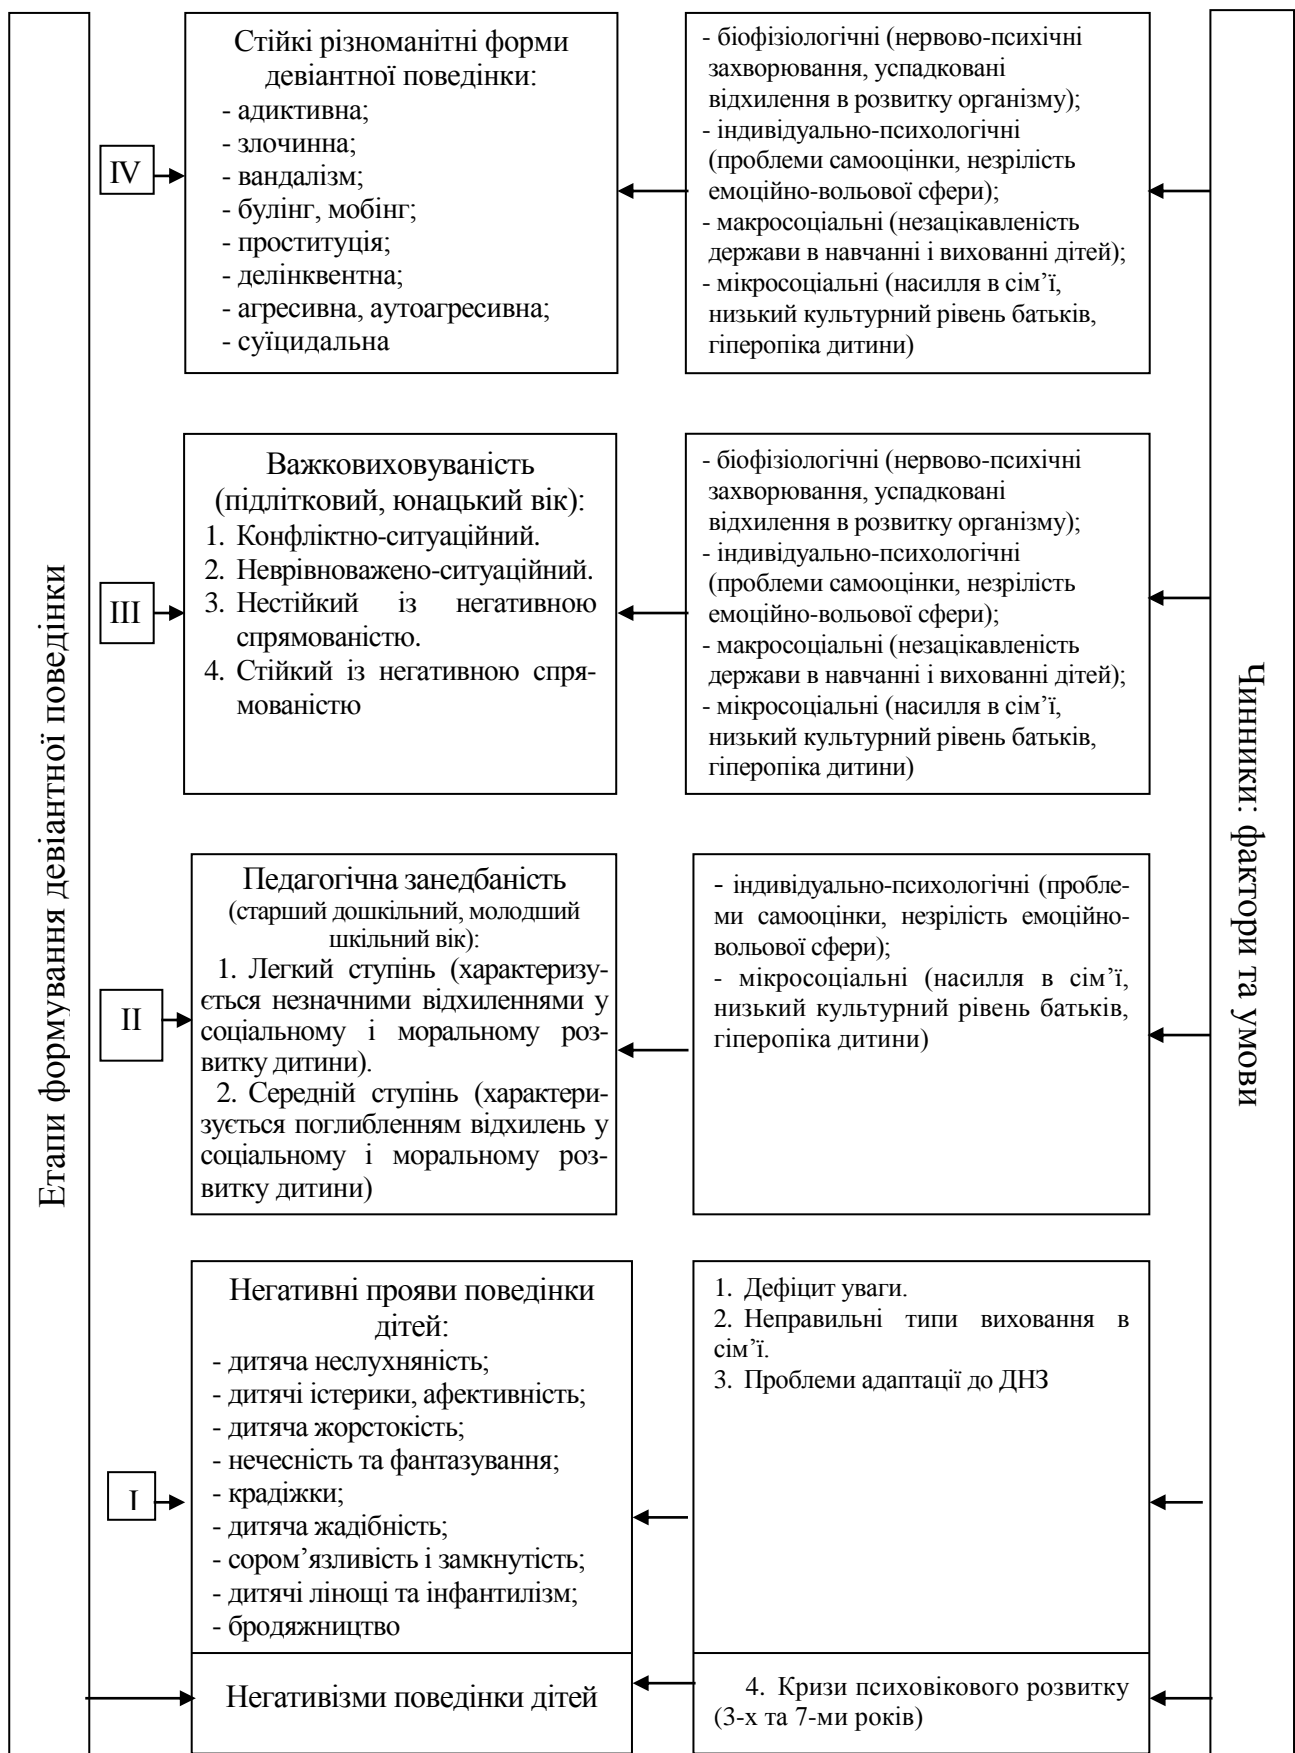 Етапи формування девіантної поведінки
IV
Стійкі різноманітні форми
девіантної поведінки:
- адиктивна;
- злочинна;
- вандалізм;
- булінг, мобінг;
- проституція;
- делінквентна;
- агресивна, аутоагресивна;
- суїцидальна
- біофізіологічні (нервово-психічні
захворювання, успадковані
відхилення в розвитку організму);
- індивідуально-психологічні
(проблеми самооцінки, незрілість
емоційно-вольової сфери);
- макросоціальні (незацікавленість
держави в навчанні і вихованні дітей);
- мікросоціальні (насилля в сім’ї,
низький культурний рівень батьків,
гіперопіка дитини)
III
Важковиховуваність
(підлітковий, юнацький вік):
1. Конфліктно-ситуаційний.
2. Неврівноважено-ситуаційний.
3. Нестійкий із негативною
спрямованістю.
4. Стійкий із негативною спря-
мованістю
- біофізіологічні (нервово-психічні
захворювання, успадковані
відхилення в розвитку організму);
- індивідуально-психологічні
(проблеми самооцінки, незрілість
емоційно-вольової сфери);
- макросоціальні (незацікавленість
держави в навчанні і вихованні дітей);
- мікросоціальні (насилля в сім’ї,
низький культурний рівень батьків,
гіперопіка дитини)
II
Педагогічна занедбаність
(старший дошкільний, молодший
шкільний вік):
1. Легкий ступінь (характеризу-
ється незначними відхиленнями у
соціальному і моральному роз-
витку дитини).
2. Середній ступінь (характери-
зується поглибленням відхилень у
соціальному і моральному роз-
витку дитини)
- індивідуально-психологічні (пробле-
ми самооцінки, незрілість емоційно-
вольової сфери);
- мікросоціальні (насилля в сім’ї,
низький культурний рівень батьків,
гіперопіка дитини)
I
Негативні прояви поведінки
дітей:
- дитяча неслухняність;
- дитячі істерики, афективність;
- дитяча жорстокість;
- нечесність та фантазування;
- крадіжки;
- дитяча жадібність;
- сором’язливість і замкнутість;
- дитячі лінощі та інфантилізм;
- бродяжництво
1. Дефіцит уваги.
2. Неправильні типи виховання в
сім’ї.
3. Проблеми адаптації до ДНЗ
Негативізми поведінки дітей
4. Кризи психовікового розвитку
(3-х та 7-ми років)
Чинники: фактори та умови